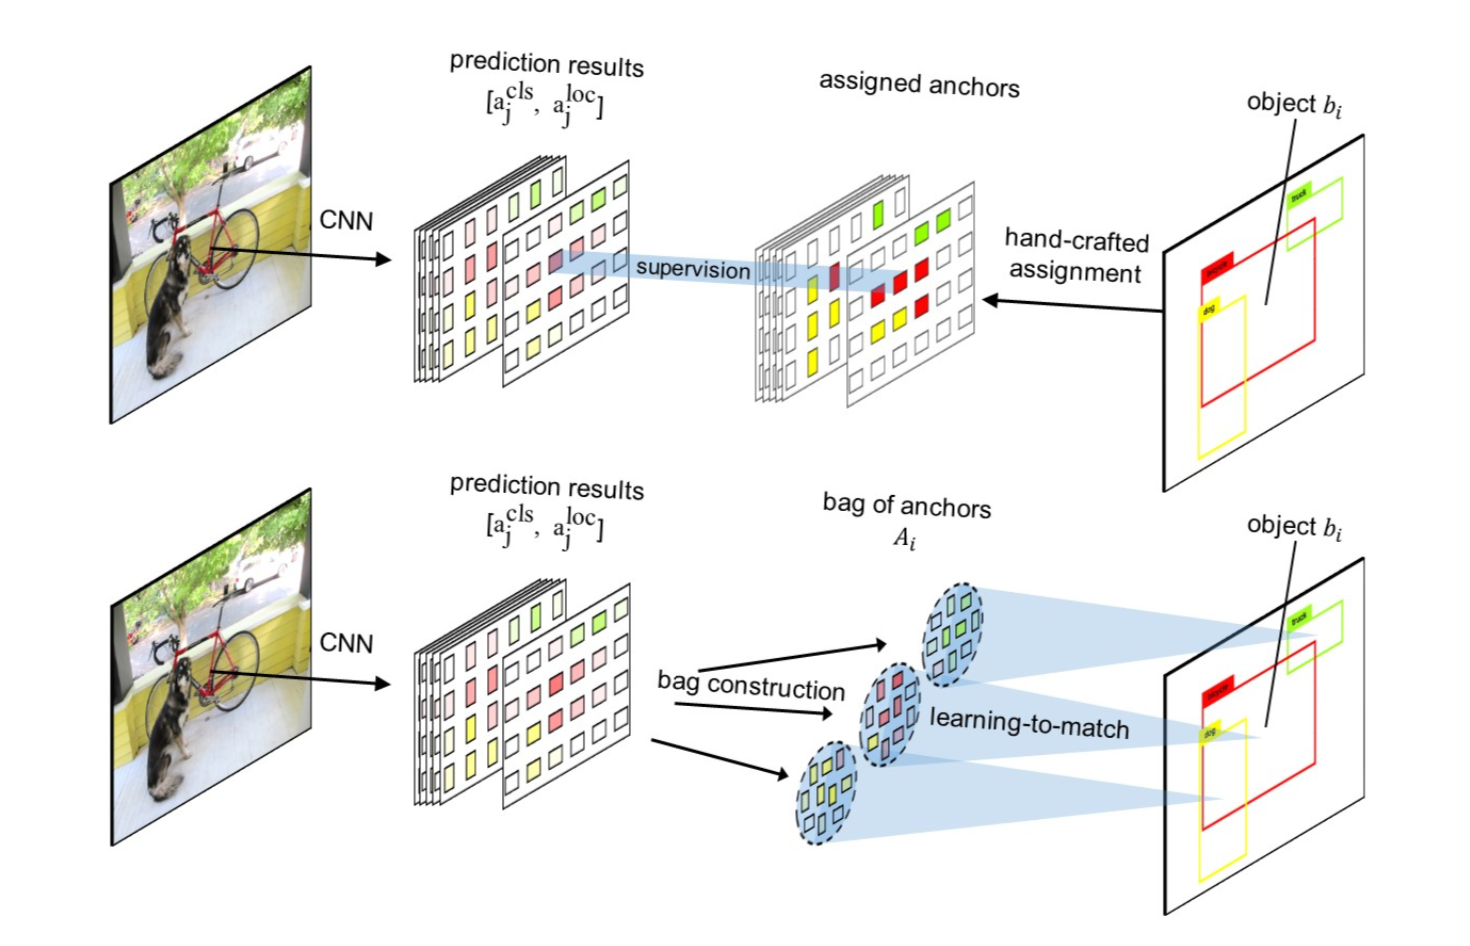 prediction results
[a_j^cls, a_j^loc]
assigned anchors
object b_i
CNN
supervision
hand-crafted
assignment
truck
bicycle
dog
prediction results
[a_j^cls, a_j^loc]
bag of anchors
A_i
object b_i
CNN
bag construction
learning-to-match
truck
bicycle
dog